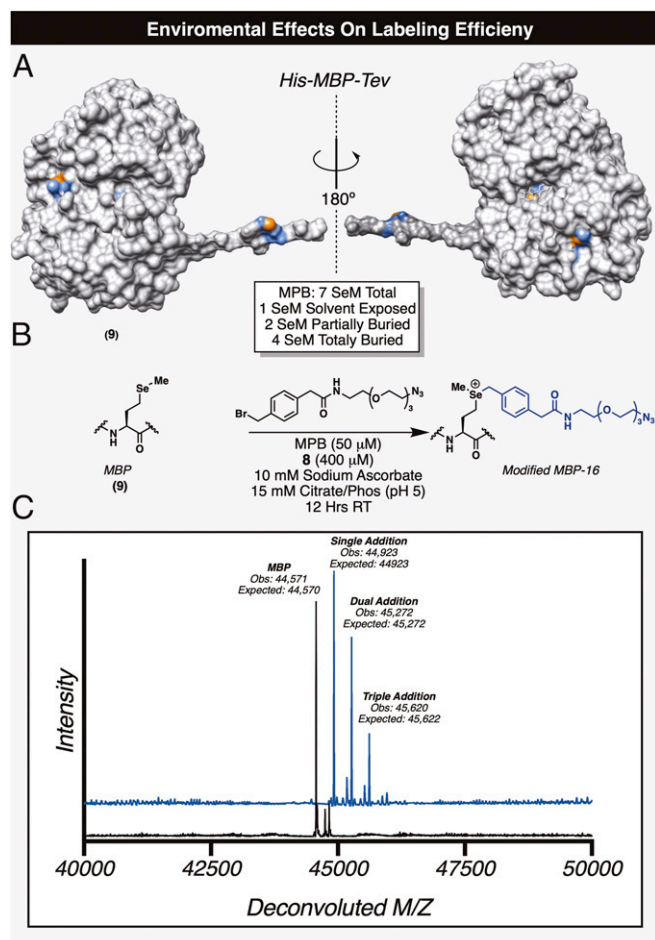 Enviromental Effects On Labeling Efficieny
A
His-MBP-Tev
180º
(9)
MPB: 7 SeM Total
1 SeM Solvent Exposed
2 SeM Partially Buried
4 SeM Totaly Buried
B
Se
Me
N
H
O
MBP
(9)
Br
O
H
N
O
3
N₃
MPB (50 µM)
8 (400 µM)
10 mM Sodium Ascorbate
15 mM Citrate/Phos (pH 5)
12 Hrs RT
Me
Se
⊕
N
H
O
O
N
H
O
3
N₃
Modified MBP-16
C
Single Addition
Obs: 44,923
Expected: 44923
MBP
Obs: 44,571
Expected: 44,570
Dual Addition
Obs: 45,272
Expected: 45,272
Triple Addition
Obs: 45,620
Expected: 45,622
Intensity
40000 42500 45000 47500 50000
Deconvoluted M/Z